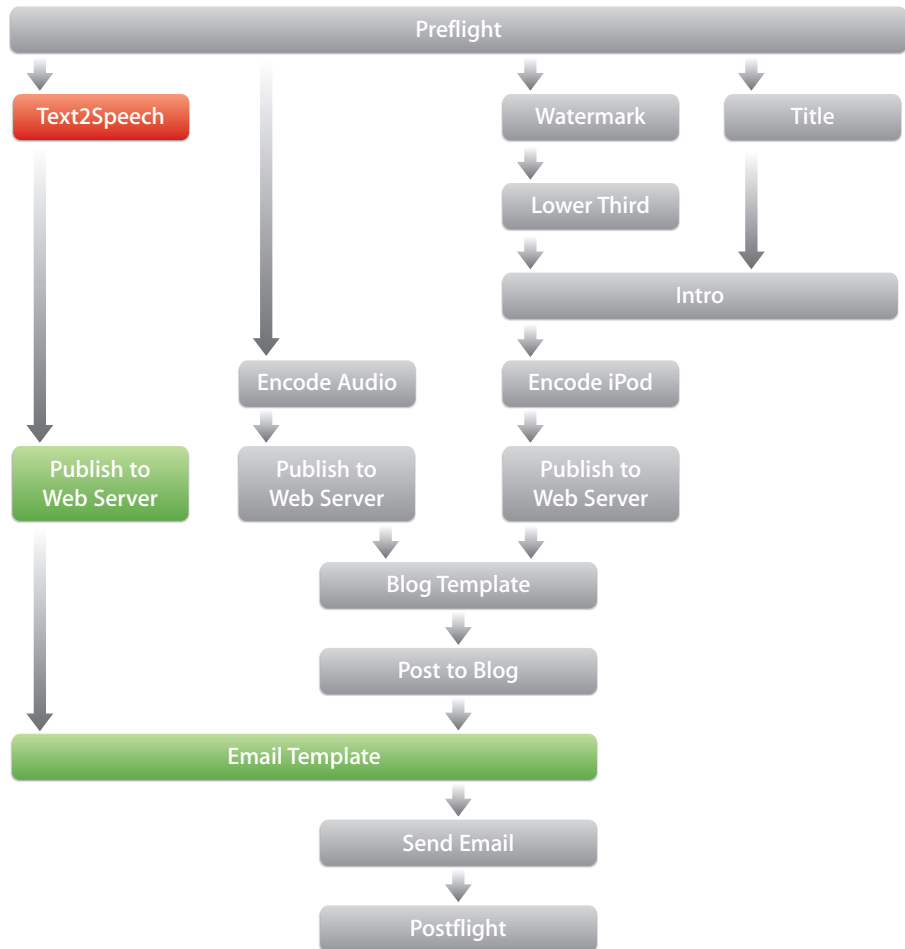 Preflight
Text2Speech
Watermark
Title
Lower Third
Intro
Encode Audio
Encode iPod
Publish to
Web Server
Publish to
Web Server
Publish to
Web Server
Blog Template
Post to Blog
Email Template
Send Email
Postflight